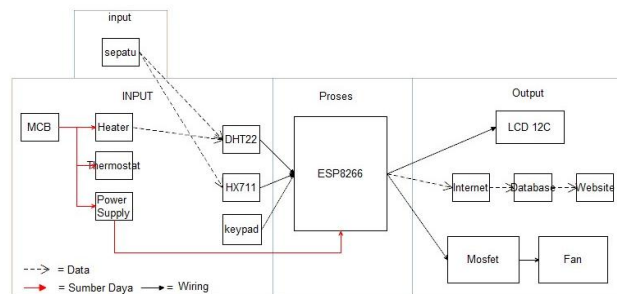 input
sepatu
INPUT
Proses
Output
MCB
Heater
DHT22
LCD 12C
Thermostat
ESP8266
HX711
Internet
Database
Website
Power
Supply
keypad
Mosfet
Fan
= Data
= Sumber Daya
= Wiring